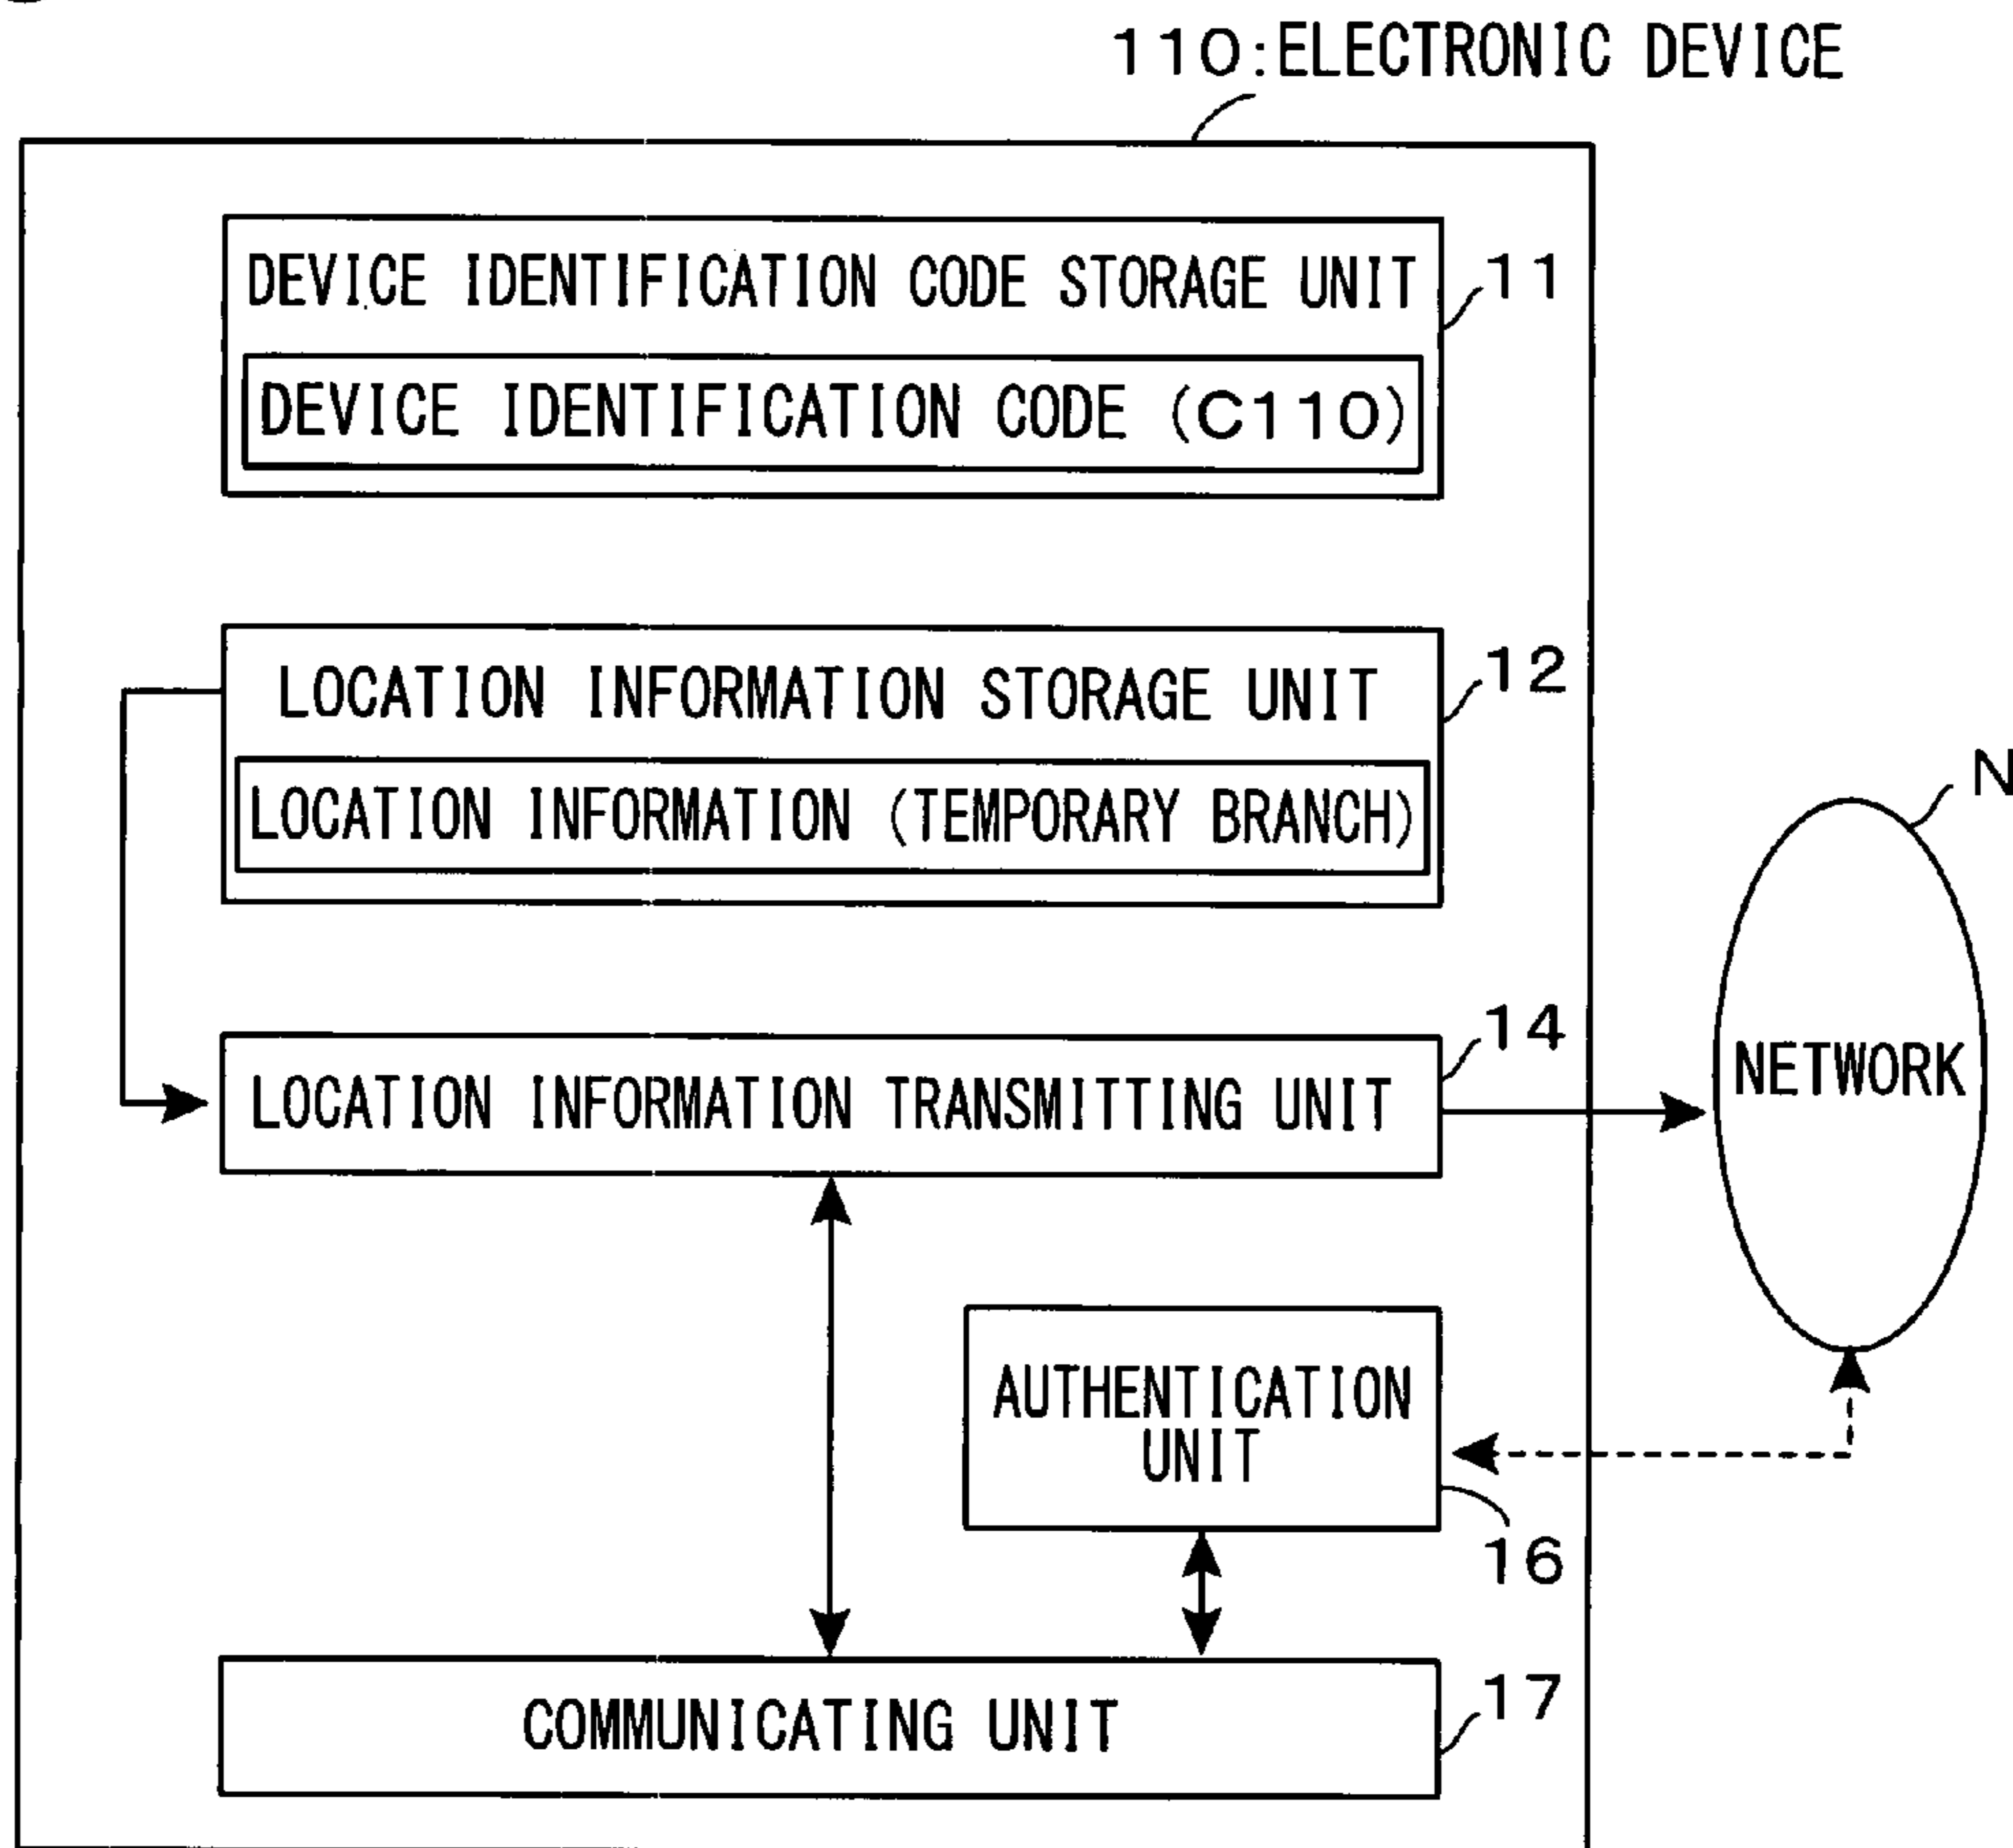 110:ELECTRONIC DEVICE
DEVICE IDENTIFICATION CODE STORAGE UNIT
11
DEVICE IDENTIFICATION CODE (C110)
LOCATION INFORMATION STORAGE UNIT
12
LOCATION INFORMATION (TEMPORARY BRANCH)
N
14
LOCATION INFORMATION TRANSMITTING UNIT
NETWORK
AUTHENTICATION
UNIT
16
COMMUNICATING UNIT
17